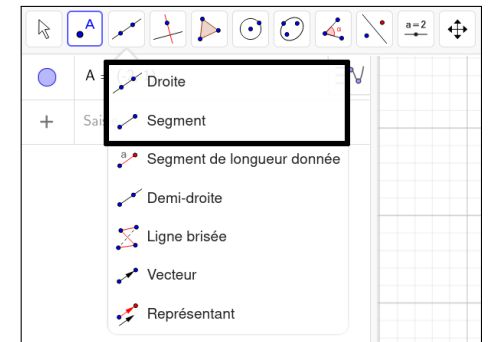 A
α
a=2
A =
Droite
Sais
Segment
a
Segment de longueur donnée
Demi-droite
Ligne brisée
Vecteur
Représentant